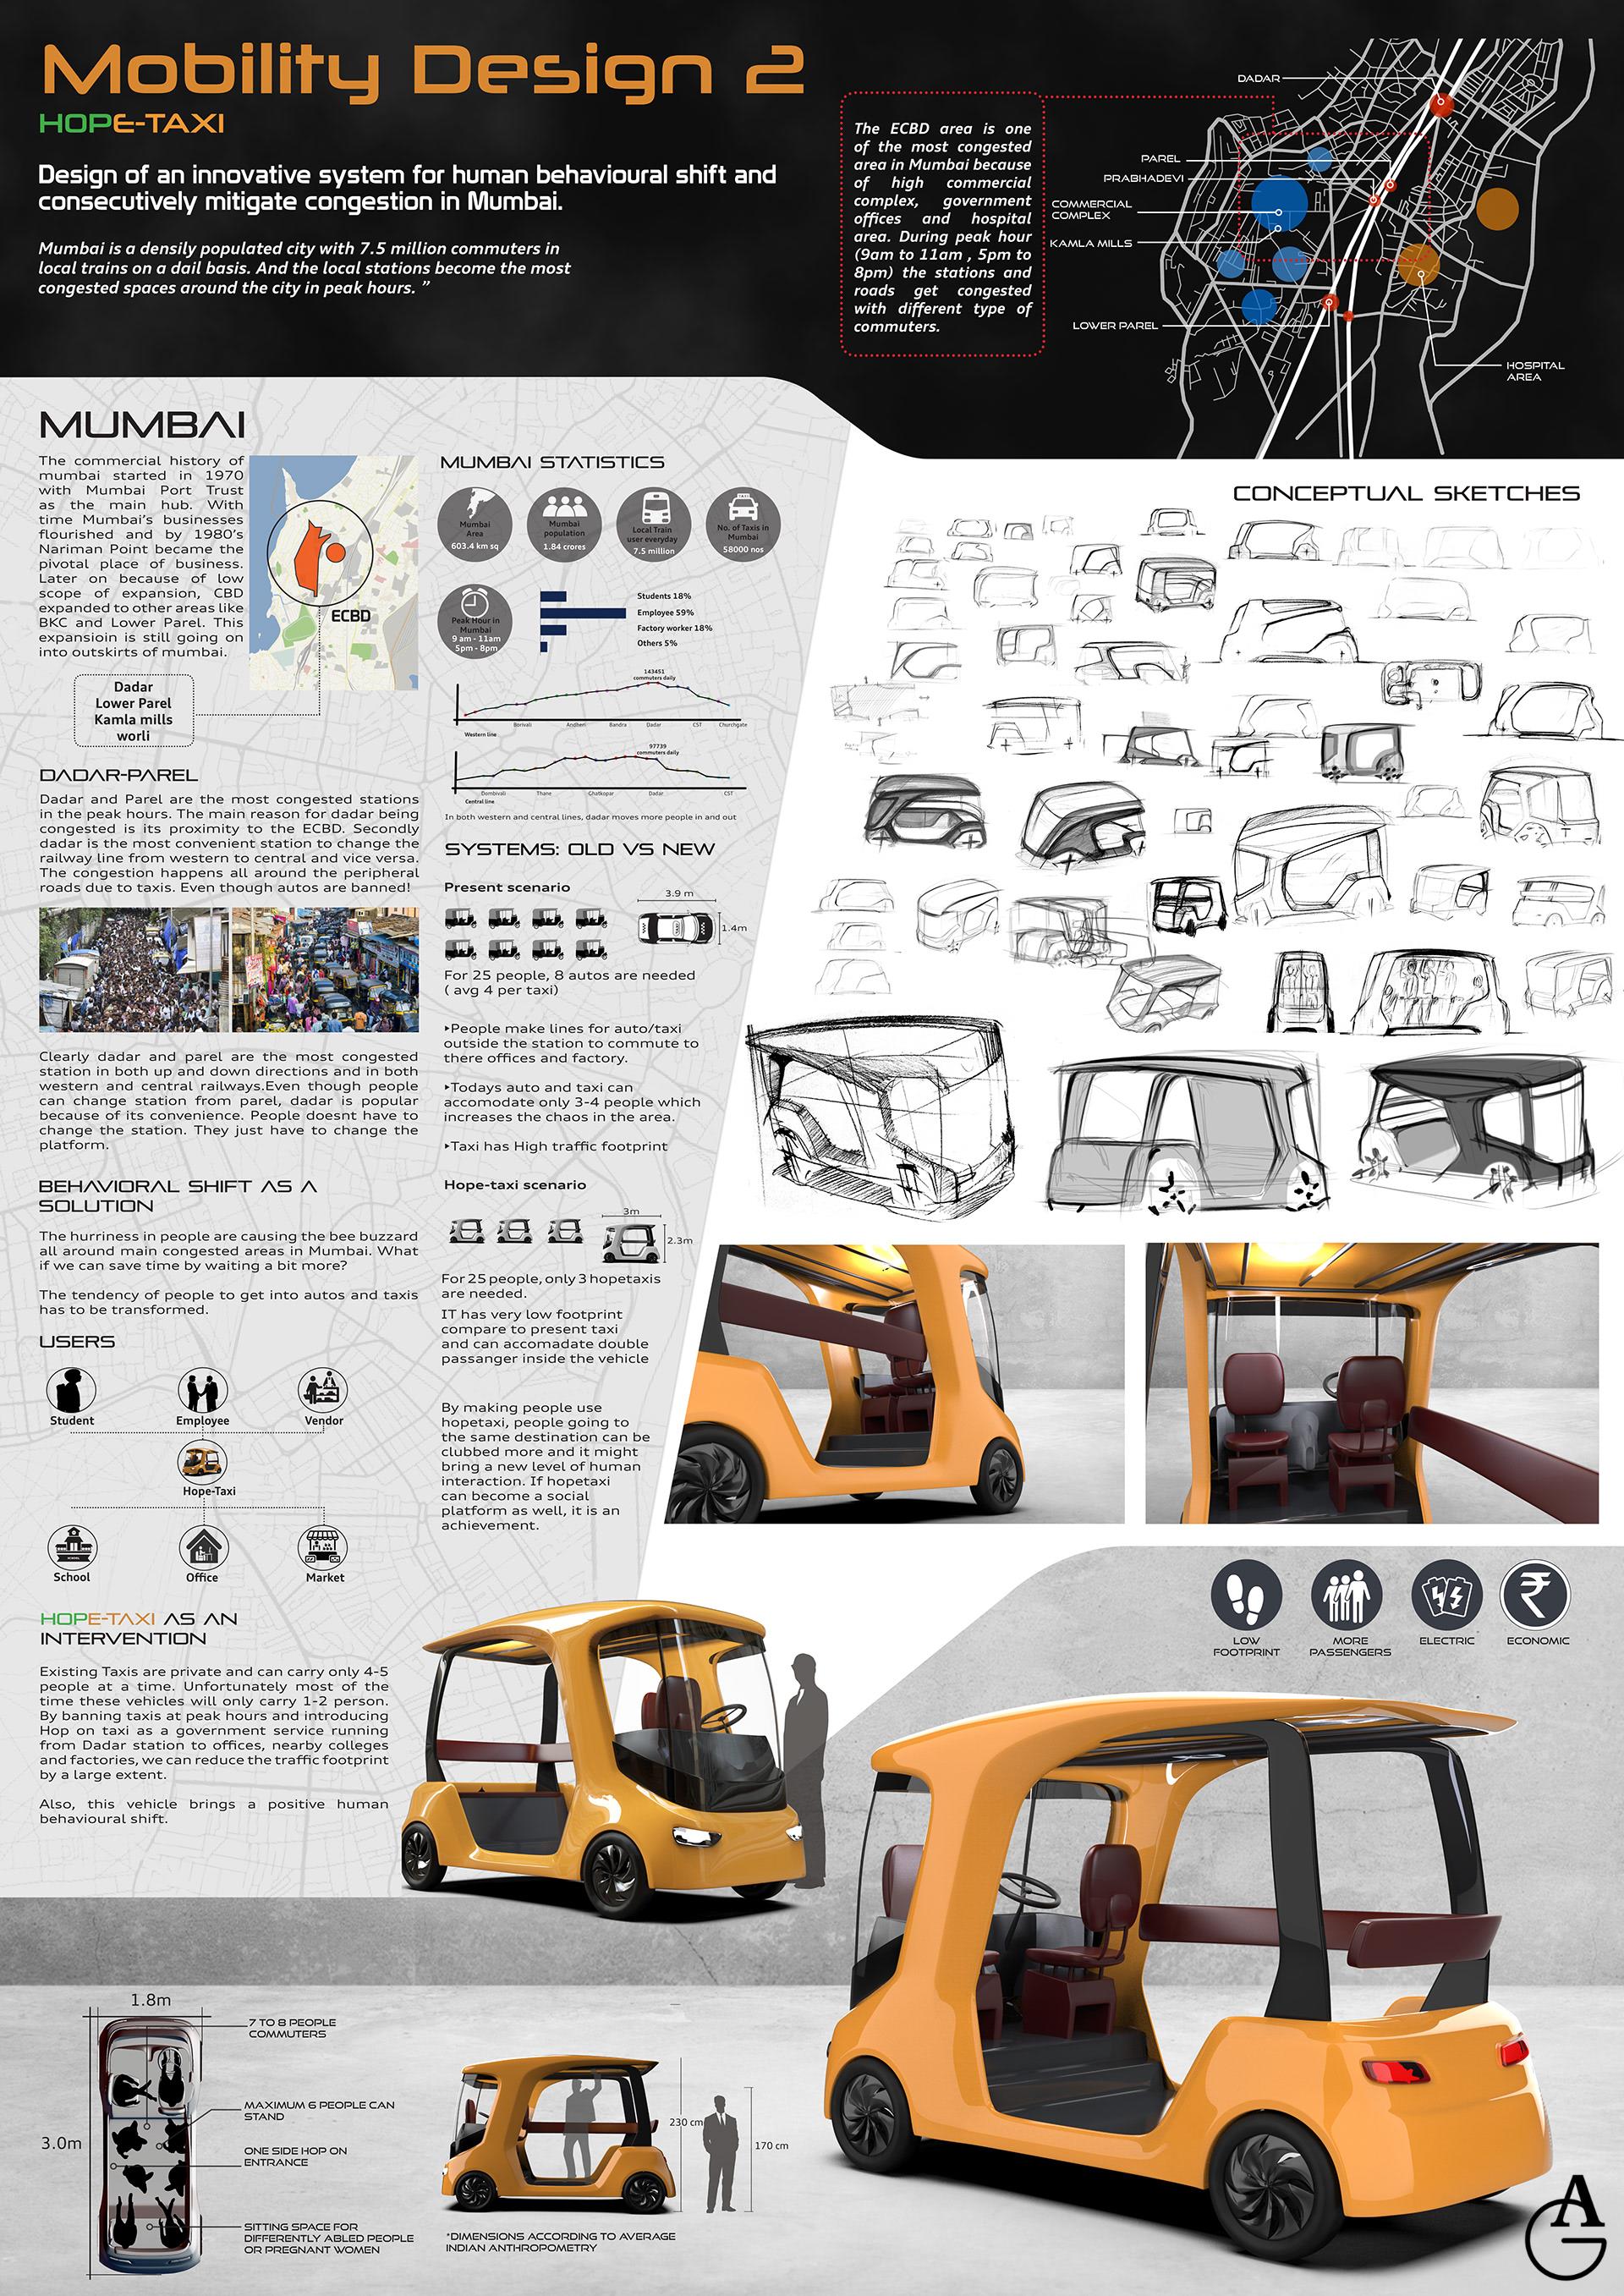 Mobility Design 2
HOPE-TAXI
Design of an innovative system for human behavioural shift and
consecutively mitigate congestion in Mumbai.
Mumbai is a densily populated city with 7.5 million commuters in
local trains on a dail basis. And the local stations become the most
congested spaces around the city in peak hours. ”
The ECBD area is one
of the most congested
area in Mumbai because
of high commercial
complex, government
offices and hospital
area. During peak hour
(9am to 11am , 5pm to
8pm) the stations and
roads get congested
with different type of
commuters.
DADAR
PAREL
PRABHADEVI
COMMERCIAL
COMPLEX
KAMLA MILLS
LOWER PAREL
HOSPITAL
AREA
MUMBAI
The commercial history of
mumbai started in 1970
with Mumbai Port Trust
as the main hub. With
time Mumbai's businesses
flourished and by 1980's
Nariman Point became the
pivotal place of business.
Later on because of low
scope of expansion, CBD
expanded to other areas like
BKC and Lower Parel. This
expansioin is still going on
into outskirts of mumbai.
ECBD
Dadar
Lower Parel
Kamla mills
worli
DADAR-PAREL
Dadar and Parel are the most congested stations
in the peak hours. The main reason for dadar being
congested is its proximity to the ECBD. Secondly
dadar is the most convenient station to change the
railway line from western to central and vice versa.
The congestion happens all around the peripheral
roads due to taxis. Even though autos are banned!
Clearly dadar and parel are the most congested
station in both up and down directions and in both
western and central railways.Even though people
can change station from parel, dadar is popular
because of its convenience. People doesnt have to
change the station. They just have to change the
platform.
BEHAVIORAL SHIFT AS A
SOLUTION
The hurriness in people are causing the bee buzzard
all around main congested areas in Mumbai. What
if we can save time by waiting a bit more?
The tendency of people to get into autos and taxis
has to be transformed.
USERS
Student
Employee
Vendor
Hope-Taxi
School
Office
Market
HOPE-TAXI AS AN
INTERVENTION
Existing Taxis are private and can carry only 4-5
people at a time. Unfortunately most of the
time these vehicles will only carry 1-2 person.
By banning taxis at peak hours and introducing
Hop on taxi as a government service running
from Dadar station to offices, nearby colleges
and factories, we can reduce the traffic footprint
by a large extent.
Also, this vehicle brings a positive human
behavioural shift.
MUMBAI STATISTICS
Mumbai
Area
603.4 km sq
Mumbai
population
1.84 crores
Local Train
user everyday
7.5 million
No. of Taxis in
Mumbai
58000 nos
Peak Hour in
Mumbai
9 am - 11am
5pm - 8pm
Students 18%
Employee 59%
Factory worker 18%
Others 5%
143451
commuters daily
Borivali
Andheri
Bandra
Dadar
CST
Churchgate
Western line
97739
commuters daily
Dombivali
Thane
Ghatkopar
Dadar
CST
Central line
In both western and central lines, dadar moves more people in and out
SYSTEMS: OLD VS NEW
Present scenario
3.9 m
1.4m
For 25 people, 8 autos are needed
( avg 4 per taxi)
‣People make lines for auto/taxi
outside the station to commute to
there offices and factory.
‣Todays auto and taxi can
accomodate only 3-4 people which
increases the chaos in the area.
‣Taxi has High traffic footprint
Hope-taxi scenario
3m
2.3m
For 25 people, only 3 hopetaxis
are needed.
IT has very low footprint
compare to present taxi
and can accomadate double
passanger inside the vehicle
By making people use
hopetaxi, people going to
the same destination can be
clubbed more and it might
bring a new level of human
interaction. If hopetaxi
can become a social
platform as well, it is an
achievement.
CONCEPTUAL SKETCHES
LOW
FOOTPRINT
MORE
PASSENGERS
ELECTRIC
ECONOMIC
1.8m
3.0m
7 TO 8 PEOPLE
COMMUTERS
MAXIMUM 6 PEOPLE CAN
STAND
ONE SIDE HOP ON
ENTRANCE
SITTING SPACE FOR
DIFFERENTLY ABLED PEOPLE
OR PREGNANT WOMEN
230 cm
170 cm
*DIMENSIONS ACCORDING TO AVERAGE
INDIAN ANTHROPOMETRY
AG